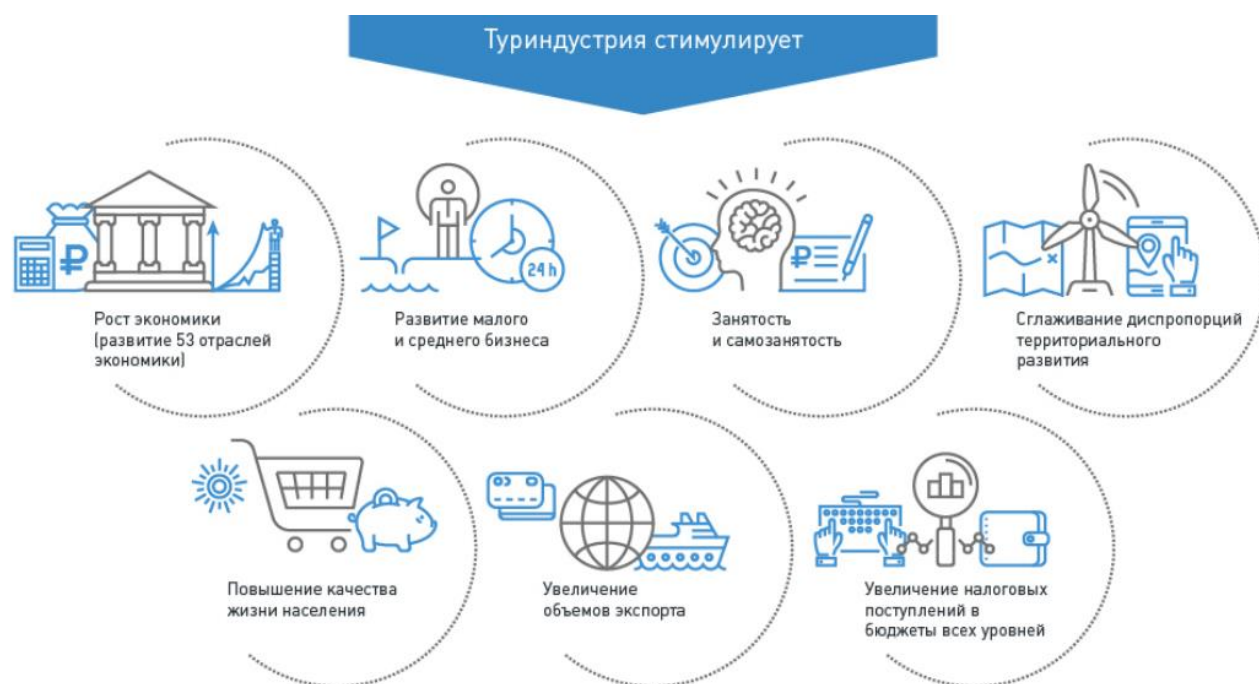 Туриндустрия стимулирует
₽
24 h
₽
Рост экономики
(развитие 53 отраслей
экономики)
Развитие малого
и среднего бизнеса
Занятость
и самозанятость
Сглаживание диспропорций
территориального
развития
Повышение качества
жизни населения
Увеличение
объемов экспорта
Увеличение налоговых
поступлений в
бюджеты всех уровней